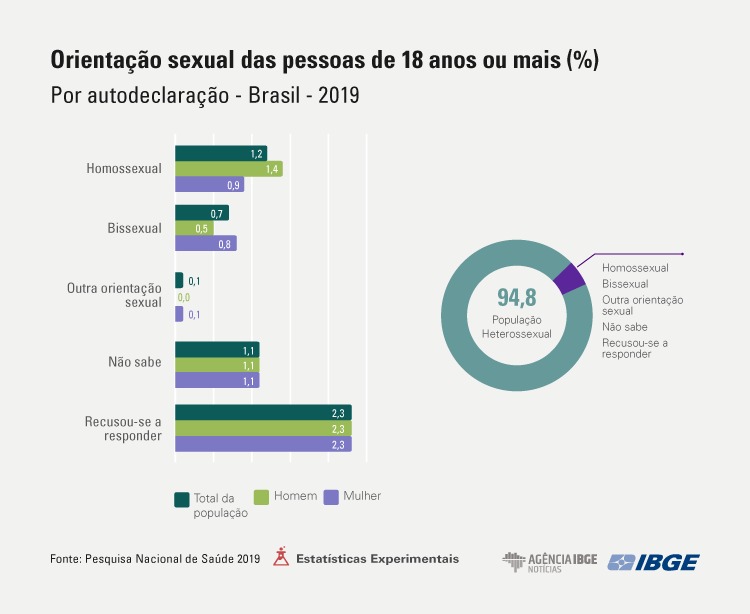 Orientação sexual das pessoas de 18 anos ou mais (%)
Por autodeclaração - Brasil - 2019
Homossexual
1,2
1,4
0,9
Bissexual
0,7
0,5
0,8
Outra orientação
sexual
0,1
0,0
0,1
Não sabe
1,1
1,1
1,1
Recusou-se a
responder
2,3
2,3
2,3
94,8
População
Heterossexual
Homossexual
Bissexual
Outra orientação
sexual
Não sabe
Recusou-se a
responder
Total da
população
Homem
Mulher
Fonte: Pesquisa Nacional de Saúde 2019
Estatísticas Experimentais
AGÊNCIA IBGE
NOTÍCIAS
IBGE